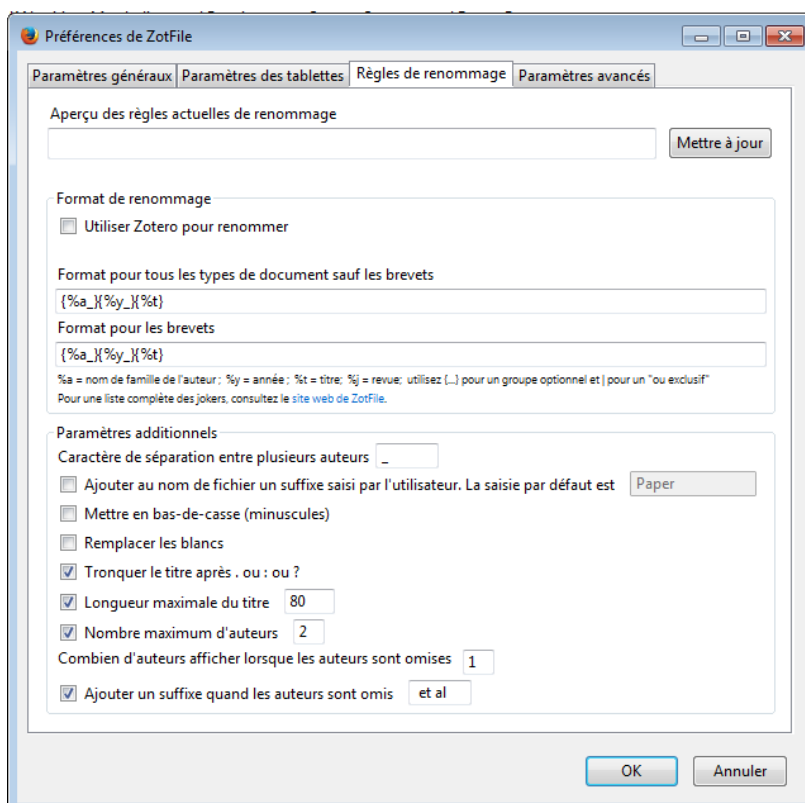 Préférences de ZotFile
Paramètres généraux Paramètres des tablettes Règles de renommage Paramètres avancés
Aperçu des règles actuelles de renommage
Mettre à jour
Format de renommage
Utiliser Zotero pour renommer
Format pour tous les types de document sauf les brevets
{%a_}{%y_}{%t}
Format pour les brevets
{%a_}{%y_}{%t}
%a = nom de famille de l'auteur ; %y = année ; %t = titre; %j = revue; utilisez {...} pour un groupe optionnel et | pour un "ou exclusif"
Pour une liste complète des jokers, consultez le site web de ZotFile.
Paramètres additionnels
Caractère de séparation entre plusieurs auteurs _
Ajouter au nom de fichier un suffixe saisi par l'utilisateur. La saisie par défaut est Paper
Mettre en bas-de-casse (minuscules)
Remplacer les blancs
Tronquer le titre après . ou : ou ?
Longueur maximale du titre 80
Nombre maximum d'auteurs 2
Combien d'auteurs afficher lorsque les auteurs sont omises 1
Ajouter un suffixe quand les auteurs sont omis et al
OK Annuler